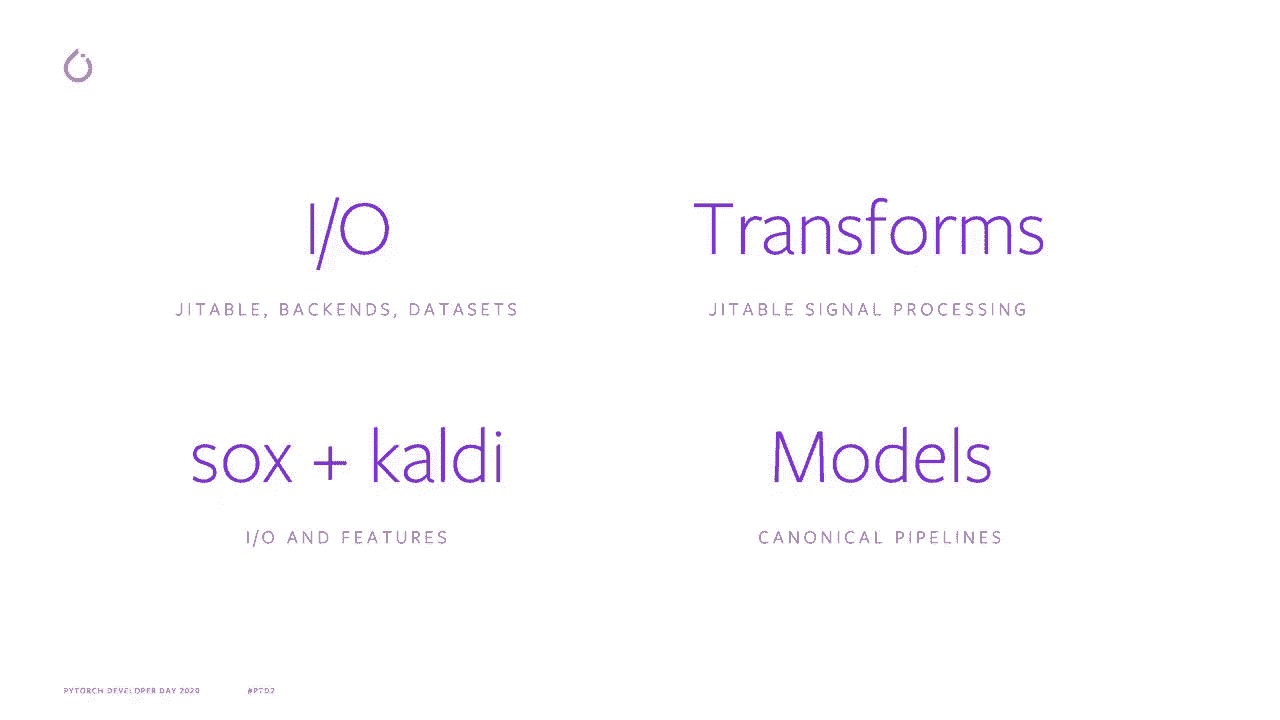 I/O
JITABLE, BACKENDS, DATASETS
Transforms
JITABLE SIGNAL PROCESSING
sox + kaldi
I/O AND FEATURES
Models
CANONICAL PIPELINES
PYTORCH DEVELOPER DAY 2020
#PTD2